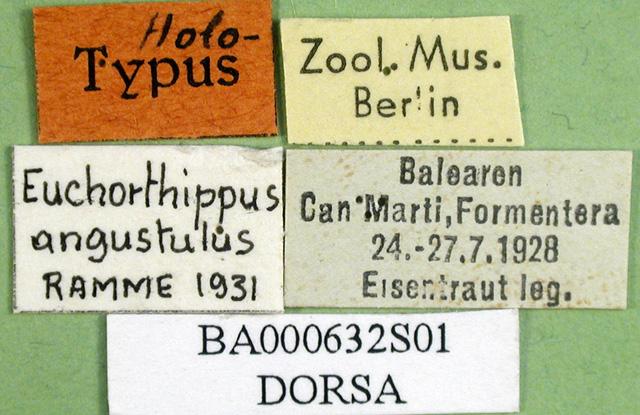 Holo-
Typus
Zool. Mus.
Berlin
Euchorthippus
angustulus
RAMME 1931
Balearen
Can Marti, Formentera
24.-27.7.1928
Eisentraut leg.
BA000632S01
DORSA